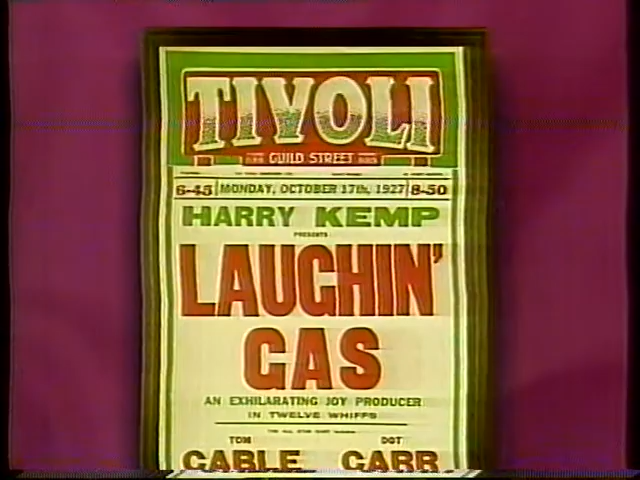 TIVOLI
GUILD STREET
6-45 MONDAY, OCTOBER 17th, 1927 8-50
HARRY KEMP
PRESENTS
LAUGHIN'
GAS
AN EXHILARATING JOY PRODUCER
IN TWELVE WHIFFS
TOM DOT
GABLE CARR